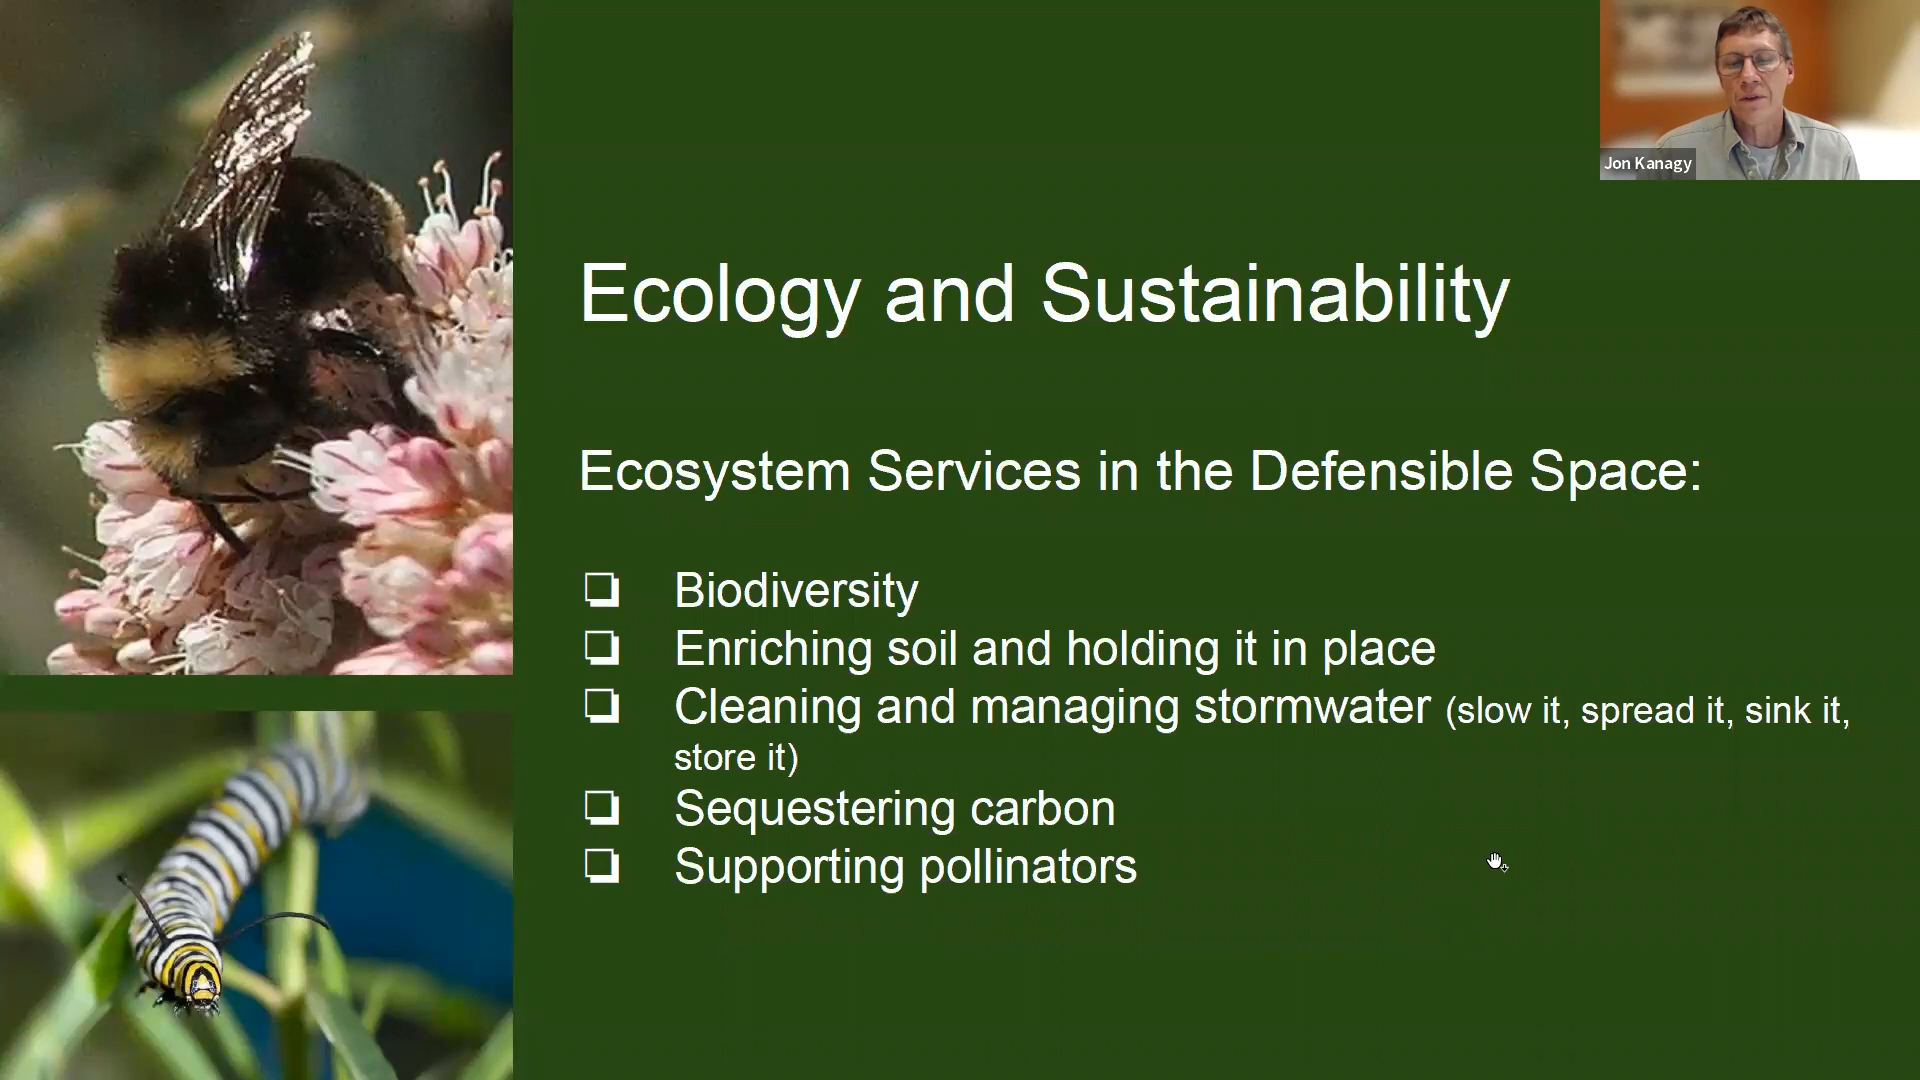 Jon Kanagy
Ecology and Sustainability
Ecosystem Services in the Defensible Space:
❏ Biodiversity
❏ Enriching soil and holding it in place
❏ Cleaning and managing stormwater (slow it, spread it, sink it,
store it)
❏ Sequestering carbon
❏ Supporting pollinators